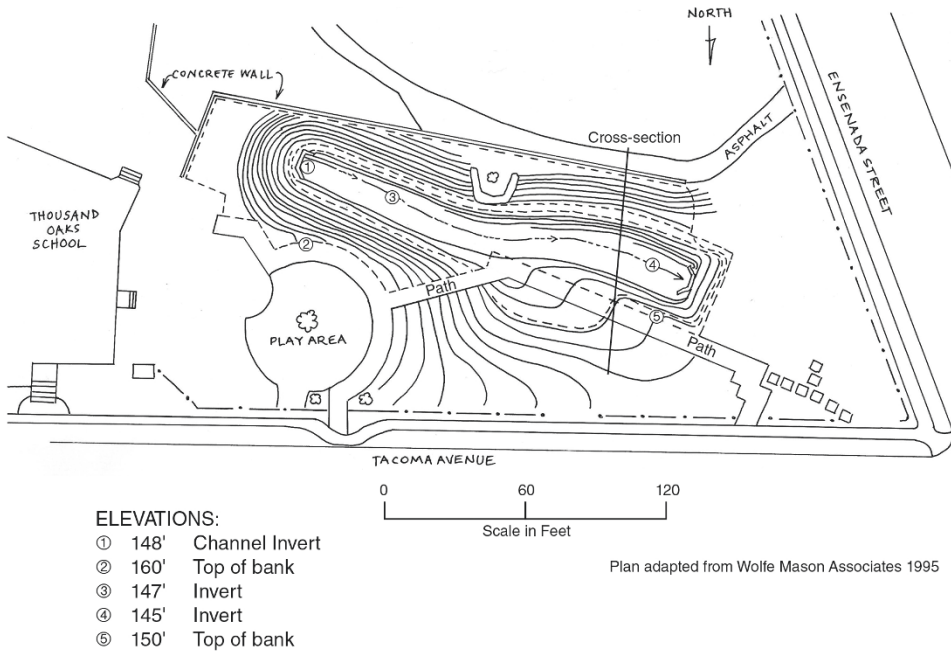 NORTH
CONCRETE WALL
Cross-section
ASPHALT
ENSENADA STREET
THOUSAND
OAKS
SCHOOL
①
③
②
④
⑤
Path
PLAY AREA
Path
TACOMA AVENUE
0 60 120
Scale in Feet
ELEVATIONS:
① 148' Channel Invert
② 160' Top of bank
③ 147' Invert
④ 145' Invert
⑤ 150' Top of bank
Plan adapted from Wolfe Mason Associates 1995